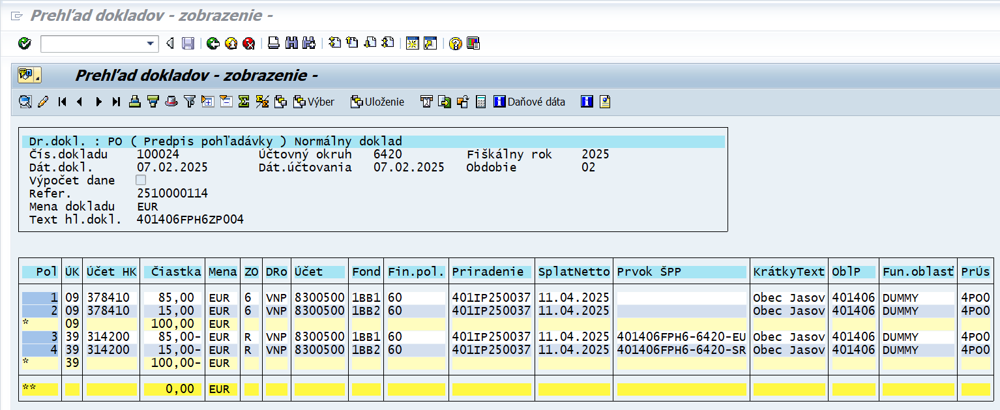 Prehľad dokladov - zobrazenie -
Prehľad dokladov - zobrazenie -
Výber Uloženie Daňové dáta
Dr.dokl. : PO ( Predpis pohľadávky ) Normálny doklad
Čís.dokladu 100024 Účtovný okruh 6420 Fiškálny rok 2025
Dát.dokl. 07.02.2025 Dát.účtovania 07.02.2025 Obdobie 02
Výpočet dane
Refer. 2510000114
Mena dokladu EUR
Text hl.dokl. 401406FPH6ZP004
Pol ÚK Účet HK Čiastka Mena ZO DRo Účet Fond Fin.pol. Priradenie SplatNetto Prvok ŠPP KrátkyText OblP Fun.oblasť PrÚs
1 09 378410 85,00 EUR 6 VNP 8300500 1BB1 60 401IP250037 11.04.2025 Obec Jasov 401406 DUMMY 4PO0
2 09 378410 15,00 EUR 6 VNP 8300500 1BB2 60 401IP250037 11.04.2025 Obec Jasov 401406 DUMMY 4PO0
* 09 100,00 EUR
3 39 314200 85,00- EUR R VNP 8300500 1BB1 60 401IP250037 11.04.2025 401406FPH6-6420-EU Obec Jasov 401406 DUMMY 4PO0
4 39 314200 15,00- EUR R VNP 8300500 1BB2 60 401IP250037 11.04.2025 401406FPH6-6420-SR Obec Jasov 401406 DUMMY 4PO0
* 39 100,00- EUR
** 0,00 EUR